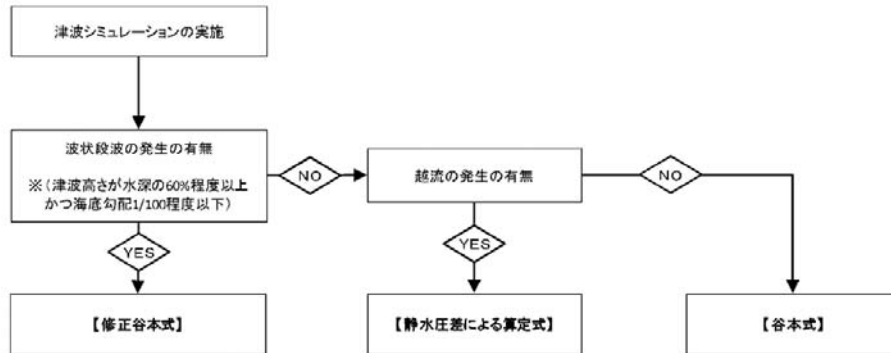 津波シミュレーションの実施
波状段波の発生の有無
※(津波高さが水深の60%程度以上
かつ海底勾配1/100程度以下)
NO
越流の発生の有無
NO
YES
YES
【修正谷本式】
【静水圧差による算定式】
【谷本式】